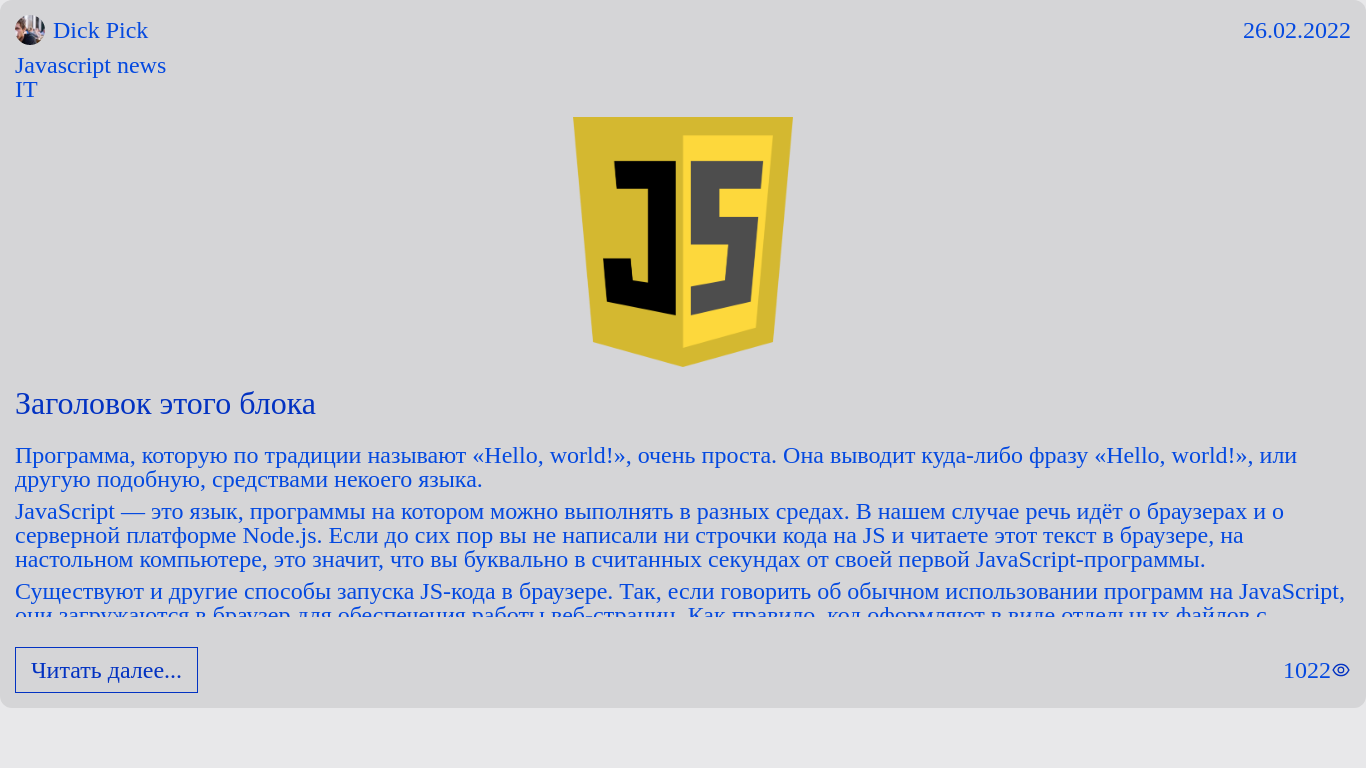 Dick Pick
26.02.2022
Javascript news
IT
JS
Заголовок этого блока
Программа, которую по традиции называют «Hello, world!», очень проста. Она выводит куда-либо фразу «Hello, world!», или
другую подобную, средствами некоего языка.
JavaScript — это язык, программы на котором можно выполнять в разных средах. В нашем случае речь идёт о браузерах и о
серверной платформе Node.js. Если до сих пор вы не написали ни строчки кода на JS и читаете этот текст в браузере, на
настольном компьютере, это значит, что вы буквально в считанных секундах от своей первой JavaScript-программы.
Существуют и другие способы запуска JS-кода в браузере. Так, если говорить об обычном использовании программ на JavaScript,
они загружаются в браузер для обеспечения работы веб-страниц. Как правило, код оформляют в виде отдельных файлов с
Читать далее...
1022